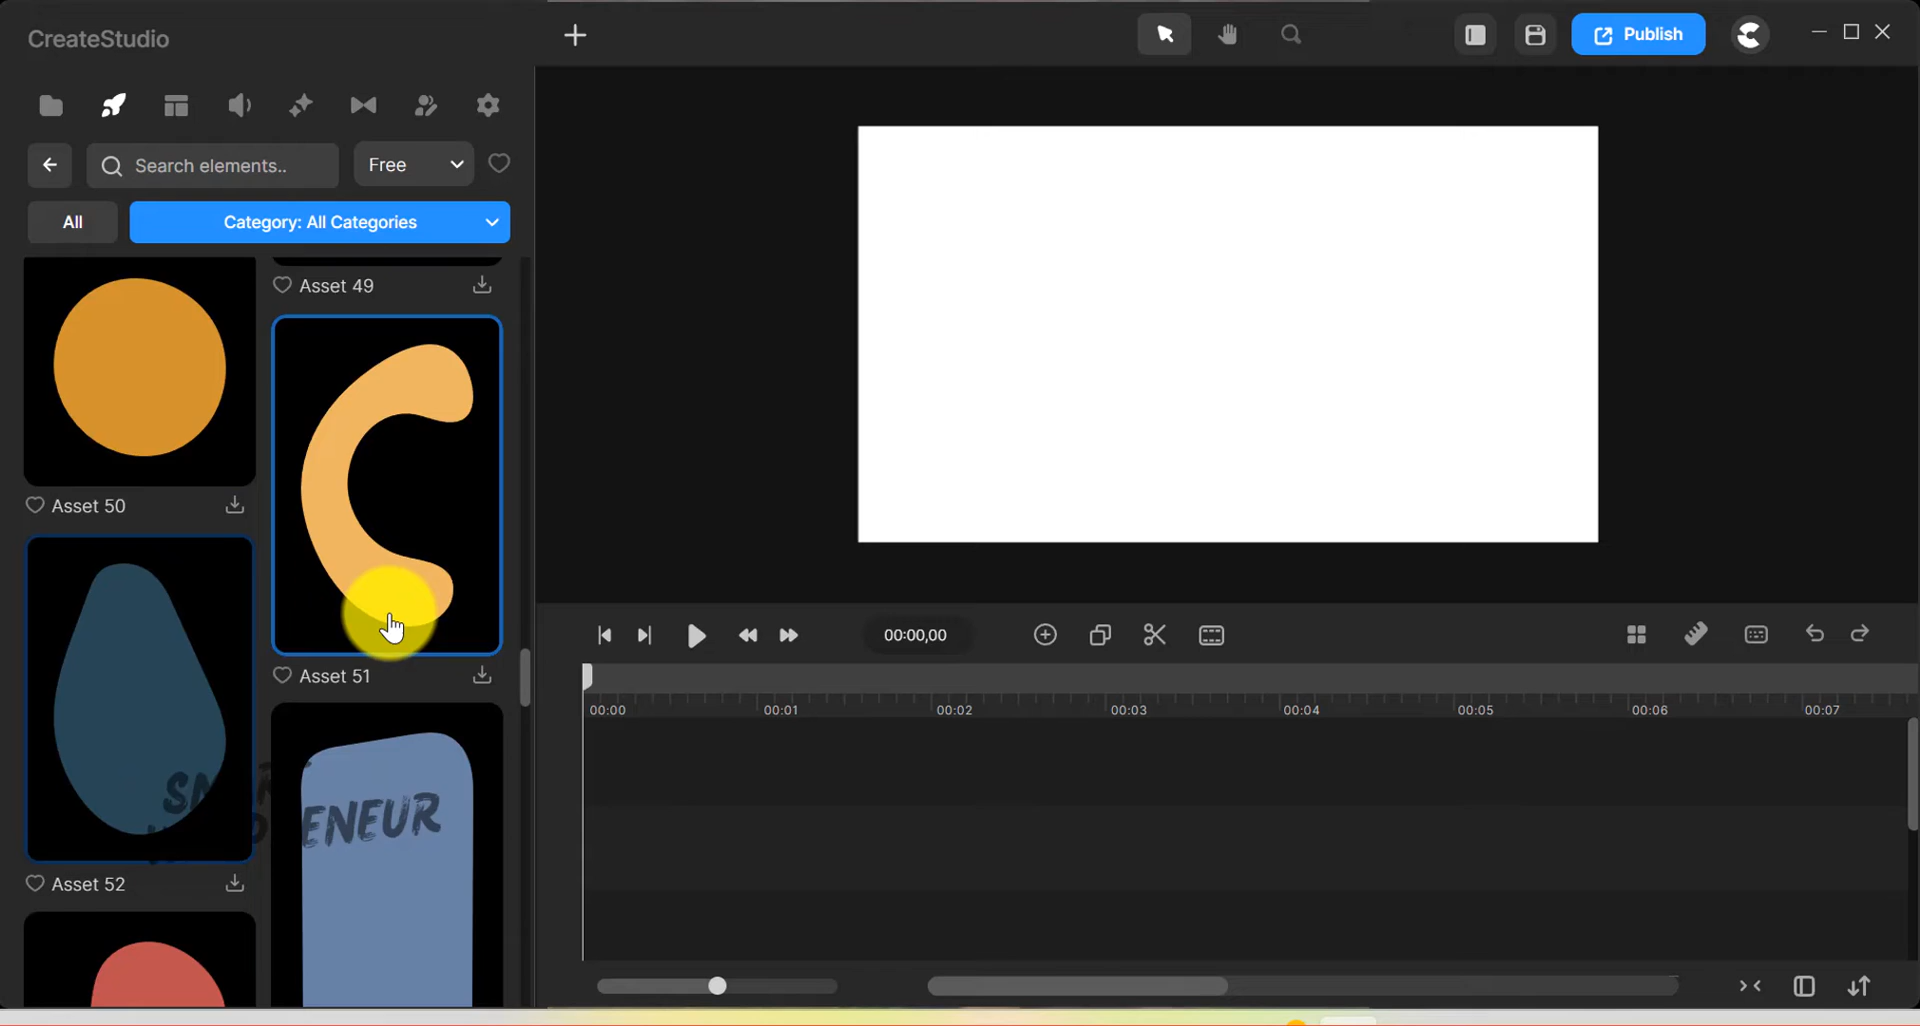 CreateStudio
Publish
Search elements..
Free
All
Category: All Categories
Asset 49
Asset 50
Asset 51
ENEUR
Asset 52
00:00,00
00:00
00:01
00:02
00:03
00:04
00:05
00:06
00:07